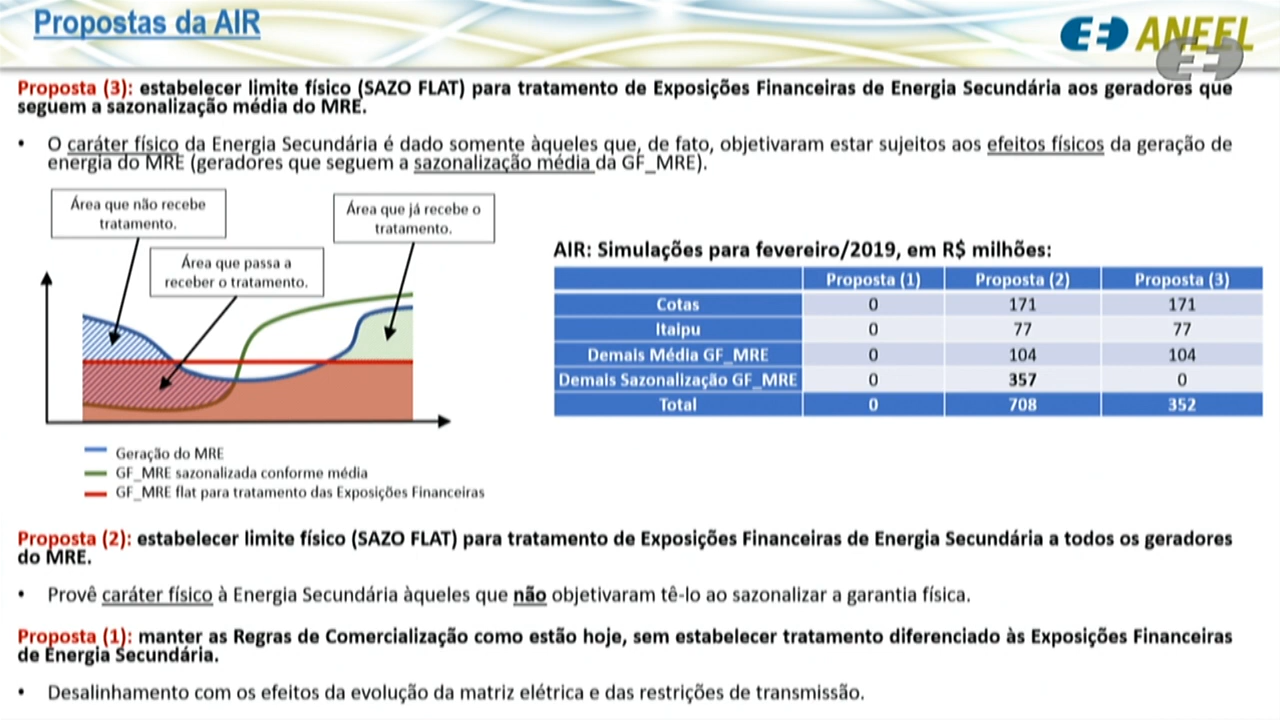 Propostas da AIR
ANEEL
Proposta (3): estabelecer limite físico (SAZO FLAT) para tratamento de Exposições Financeiras de Energia Secundária aos geradores que
seguem a sazonalização média do MRE.
• O caráter físico da Energia Secundária é dado somente àqueles que, de fato, objetivaram estar sujeitos aos efeitos físicos da geração de
energia do MRE (geradores que seguem a sazonalização média da GF_MRE).
Área que não recebe
tratamento.
Área que já recebe o
tratamento.
Área que passa a
receber o tratamento.
Geração do MRE
GF_MRE sazonalizada conforme média
GF_MRE flat para tratamento das Exposições Financeiras
AIR: Simulações para fevereiro/2019, em R$ milhões:
Proposta (1) Proposta (2) Proposta (3)
Cotas 0 171 171
Itaipu 0 77 77
Demais Média GF_MRE 0 104 104
Demais Sazonalização GF_MRE 0 357 0
Total 0 708 352
Proposta (2): estabelecer limite físico (SAZO FLAT) para tratamento de Exposições Financeiras de Energia Secundária a todos os geradores
do MRE.
• Provê caráter físico à Energia Secundária àqueles que não objetivaram tê-lo ao sazonalizar a garantia física.
Proposta (1): manter as Regras de Comercialização como estão hoje, sem estabelecer tratamento diferenciado às Exposições Financeiras
de Energia Secundária.
• Desalinhamento com os efeitos da evolução da matriz elétrica e das restrições de transmissão.